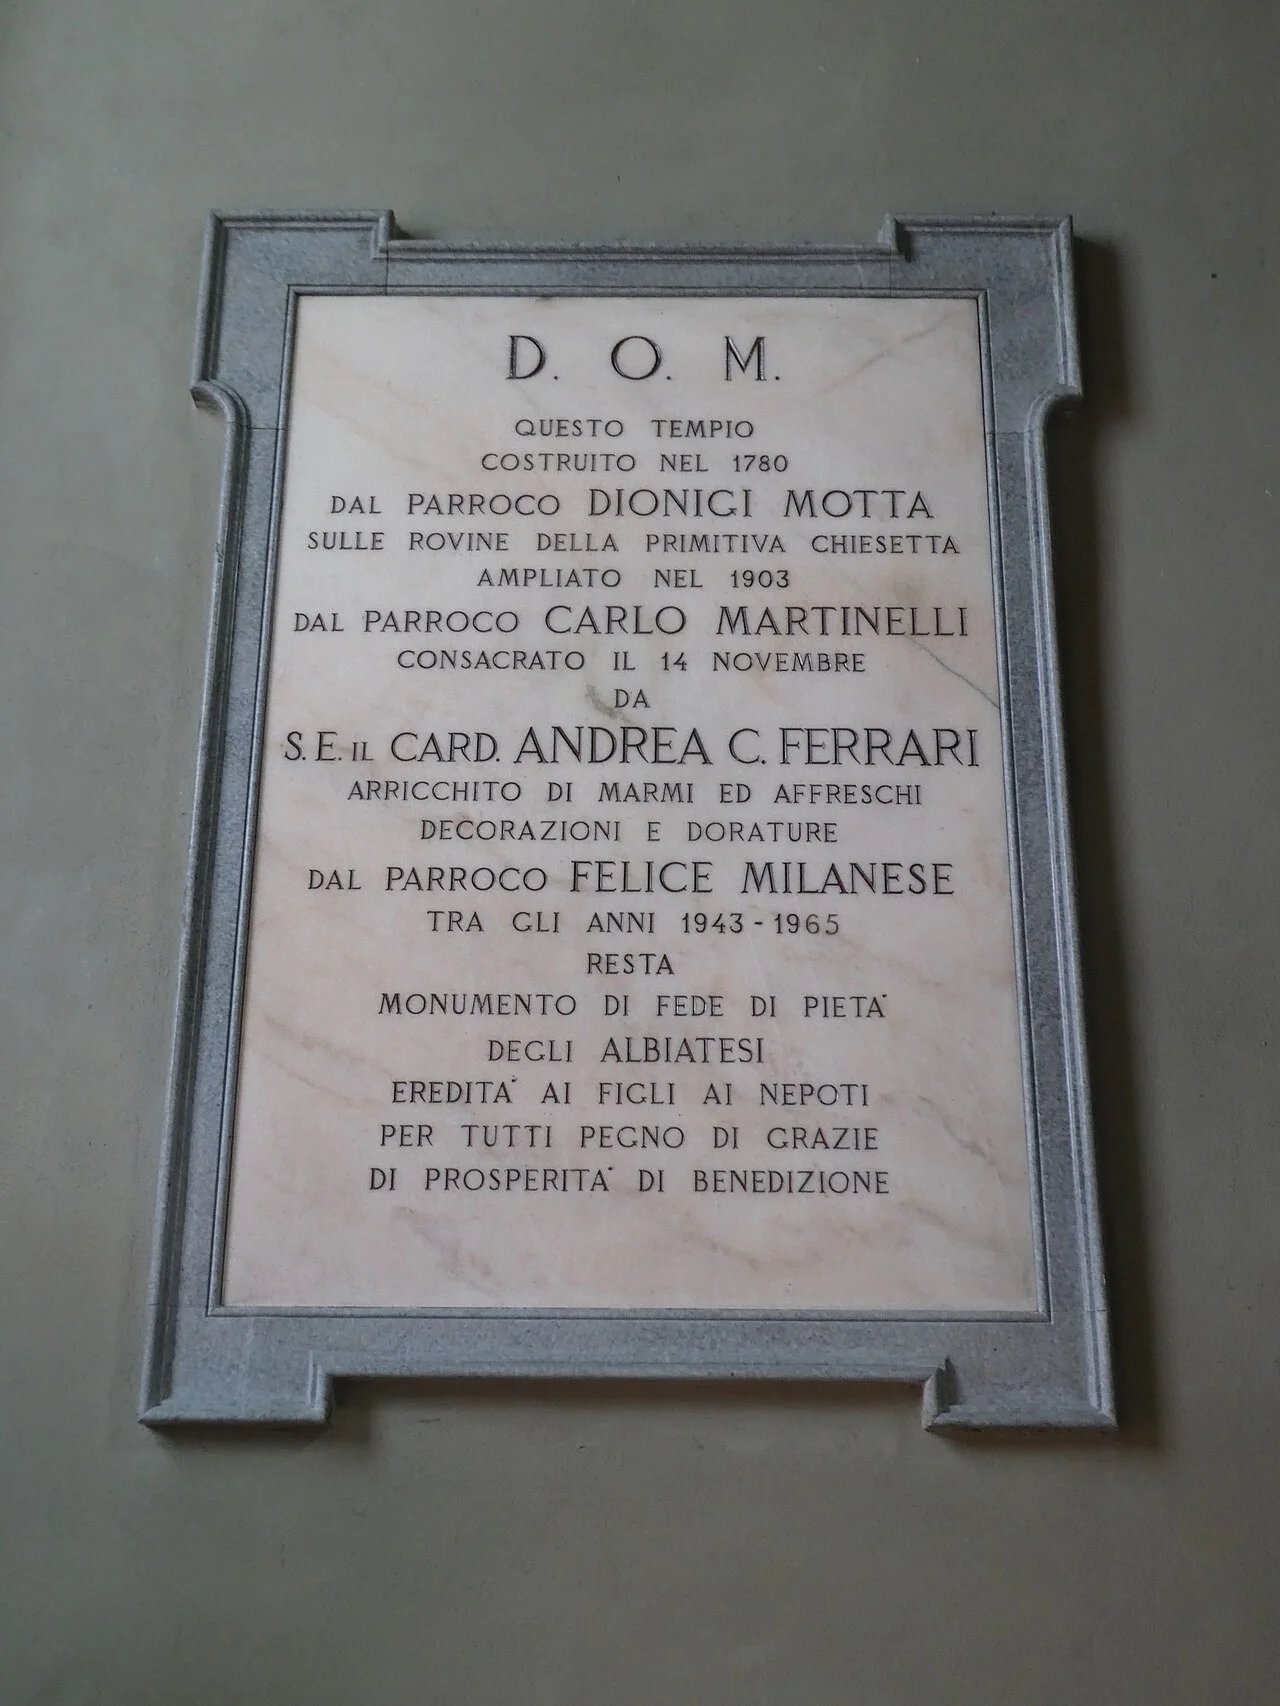 D. O. M.
QUESTO TEMPIO
COSTRUITO NEL 1780
DAL PARROCO DIONIGI MOTTA
SULLE ROVINE DELLA PRIMITIVA CHIESETTA
AMPLIATO NEL 1903
DAL PARROCO CARLO MARTINELLI
CONSACRATO IL 14 NOVEMBRE
DA
S. E. IL CARD. ANDREA C. FERRARI
ARRICCHITO DI MARMI ED AFFRESCHI
DECORAZIONI E DORATURE
DAL PARROCO FELICE MILANESE
TRA GLI ANNI 1943 - 1965
RESTA
MONUMENTO DI FEDE DI PIETA'
DEGLI ALBIATESI
EREDITA' AI FIGLI AI NEPOTI
PER TUTTI PEGNO DI GRAZIE
DI PROSPERITA' DI BENEDIZIONE